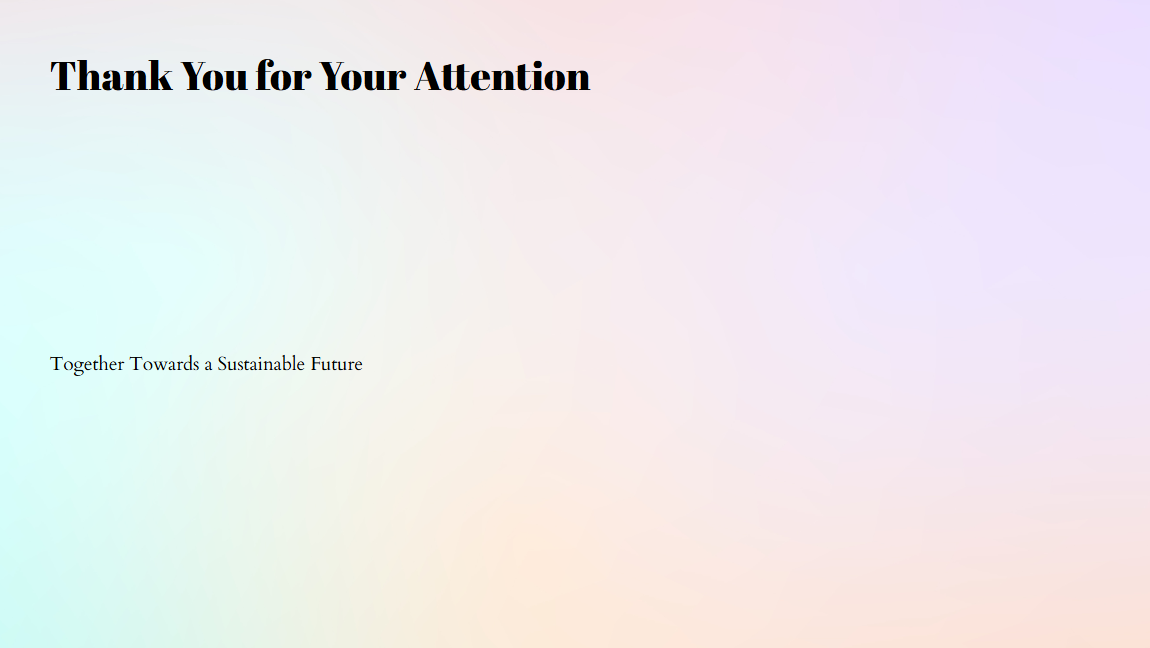 Thank You for Your Attention
Together Towards a Sustainable Future